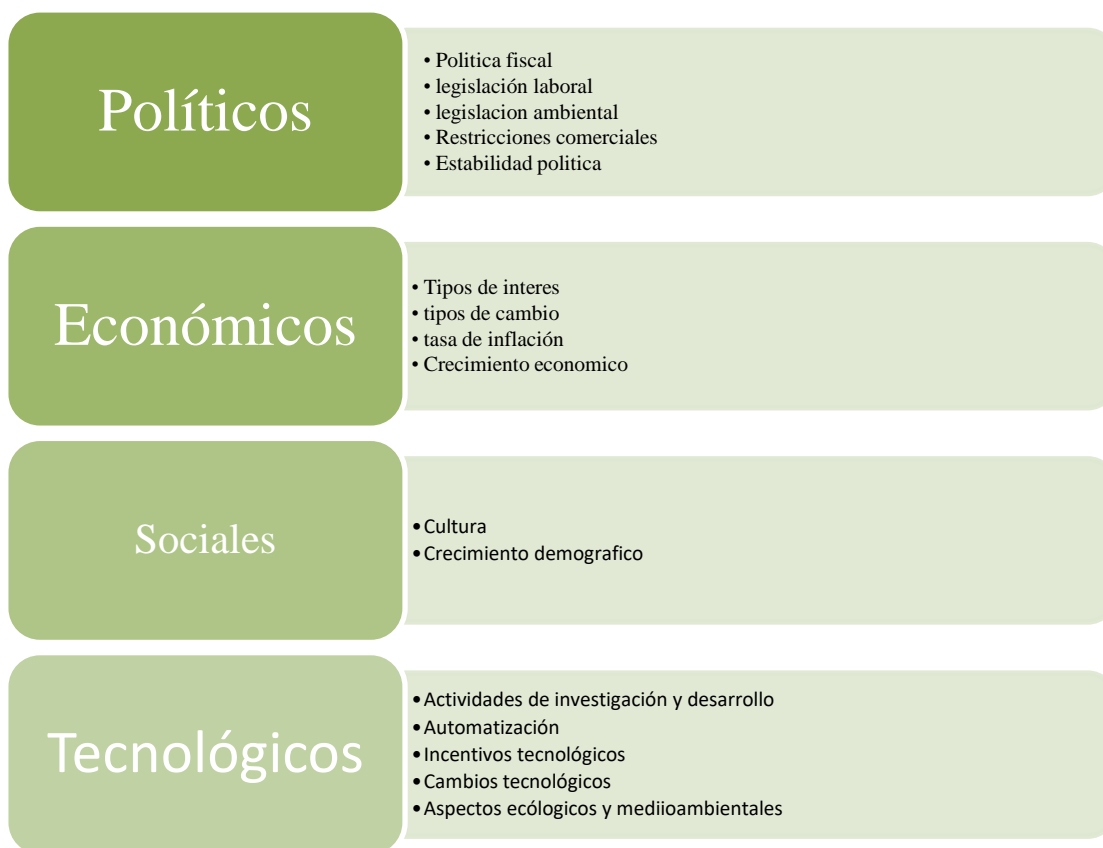 Políticos
• Politica fiscal
• legislación laboral
• legislacion ambiental
• Restricciones comerciales
• Estabilidad politica
Económicos
• Tipos de interes
• tipos de cambio
• tasa de inflación
• Crecimiento economico
Sociales
• Cultura
• Crecimiento demografico
Tecnológicos
• Actividades de investigación y desarrollo
• Automatización
• Incentivos tecnológicos
• Cambios tecnológicos
• Aspectos ecólogicos y mediioambientales